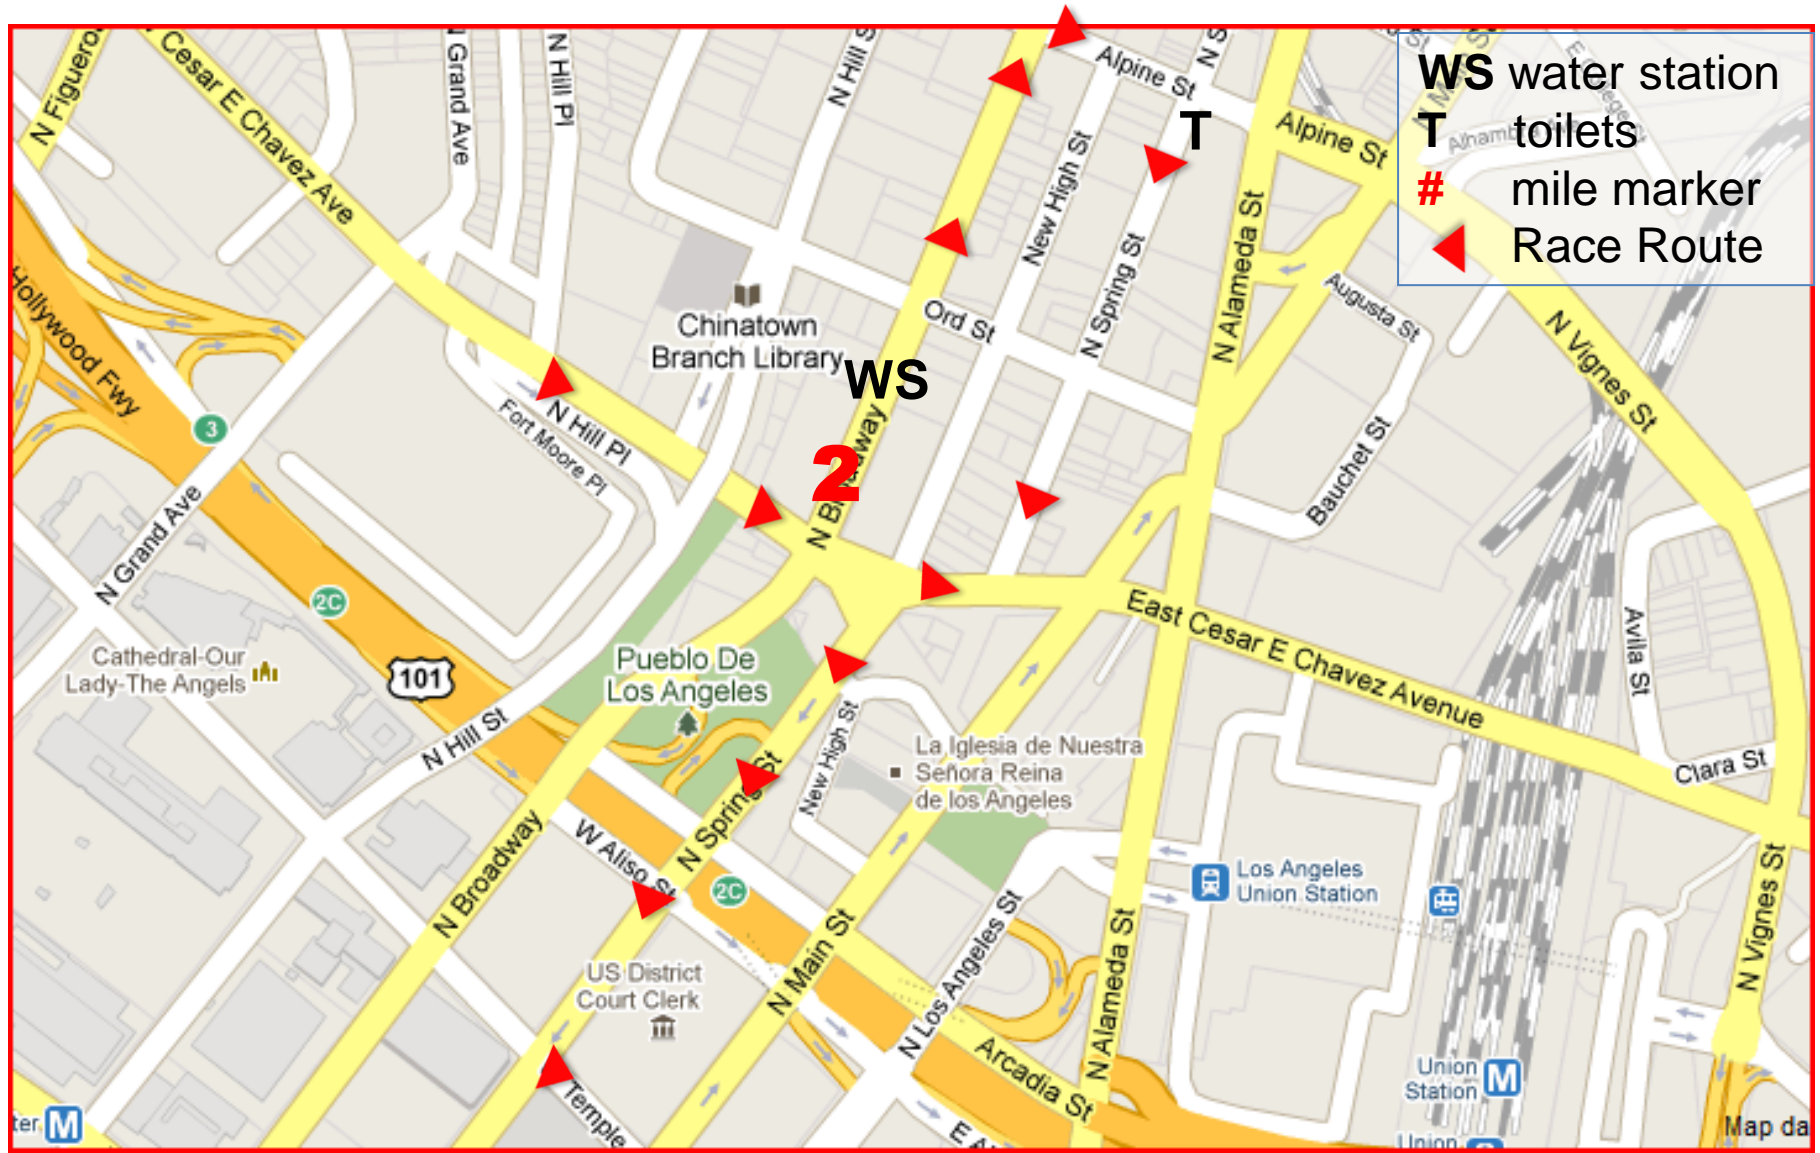 WS water station
T toilets
# mile marker
Race Route
N Figuero
Cesar E Chavez Ave
N Grand Ave
N Hill Pl
N Hill S
Alpine St
N S
T
Alpine St
Alhambra Ave
N Ma
New High St
N Spring St
N Alameda St
Augusta St
N Vignes St
Hollywood Fwy
Chinatown
Branch Library
Ord St
WS
2
N Broadway
3
N Hill Pl
Fort Moore Pl
Bauchet St
N Grand Ave
2C
East Cesar E Chavez Avenue
Avila St
Cathedral-Our
Lady-The Angels
101
Pueblo De
Los Angeles
N Hill St
New High St
La Iglesia de Nuestra
Señora Reina
de los Angeles
Clara St
N Spring St
N Broadway
W Aliso St
2C
Los Angeles
Union Station
N Vignes St
N Main St
N Los Angeles St
N Alameda St
US District
Court Clerk
Arcadia St
Union
Station
M
Temple
ter
M
E A
Union
Map da